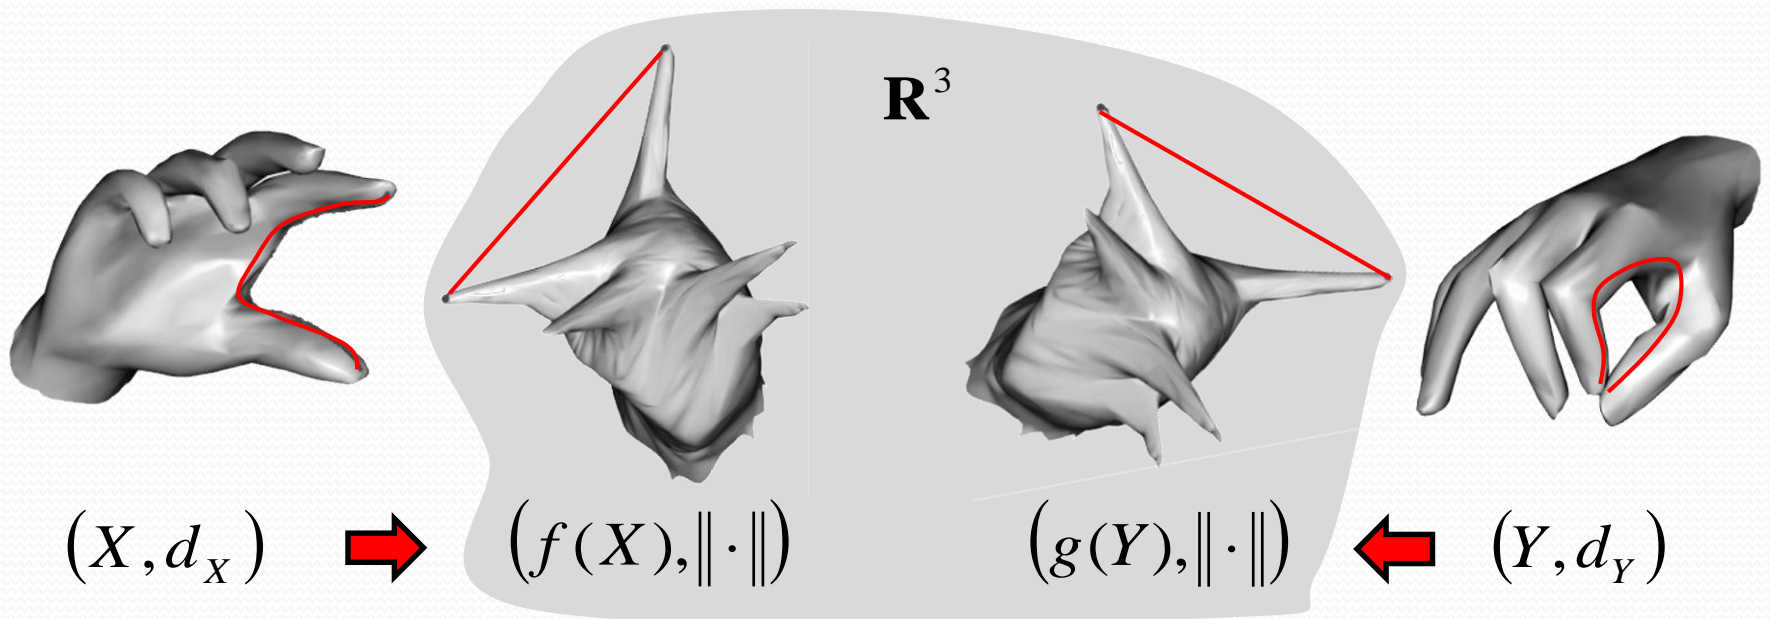 R³
(X, d_X)
(f(X), ‖·‖)
(g(Y), ‖·‖)
(Y, d_Y)